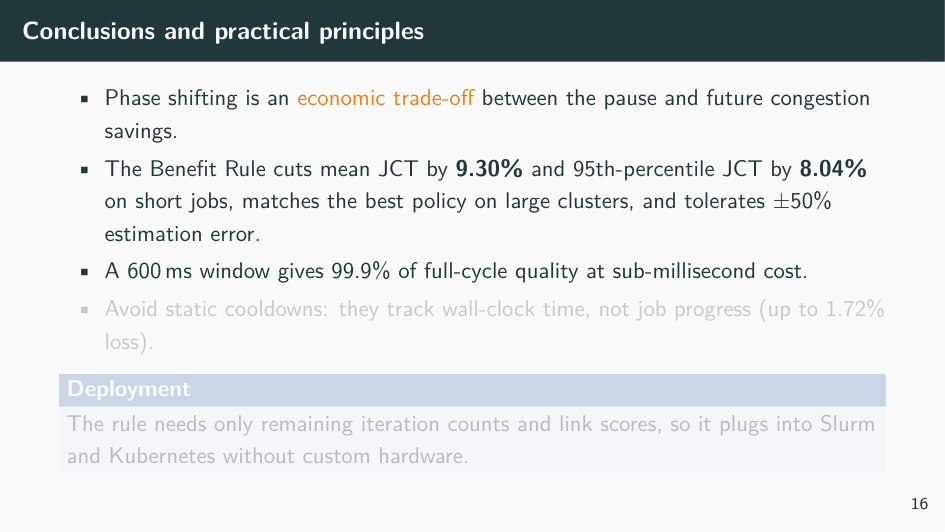 Conclusions and practical principles
▪ Phase shifting is an economic trade-off between the pause and future congestion
savings.
▪ The Benefit Rule cuts mean JCT by 9.30% and 95th-percentile JCT by 8.04%
on short jobs, matches the best policy on large clusters, and tolerates ±50%
estimation error.
▪ A 600 ms window gives 99.9% of full-cycle quality at sub-millisecond cost.
▪ Avoid static cooldowns: they track wall-clock time, not job progress (up to 1.72%
loss).
Deployment
The rule needs only remaining iteration counts and link scores, so it plugs into Slurm
and Kubernetes without custom hardware.
16